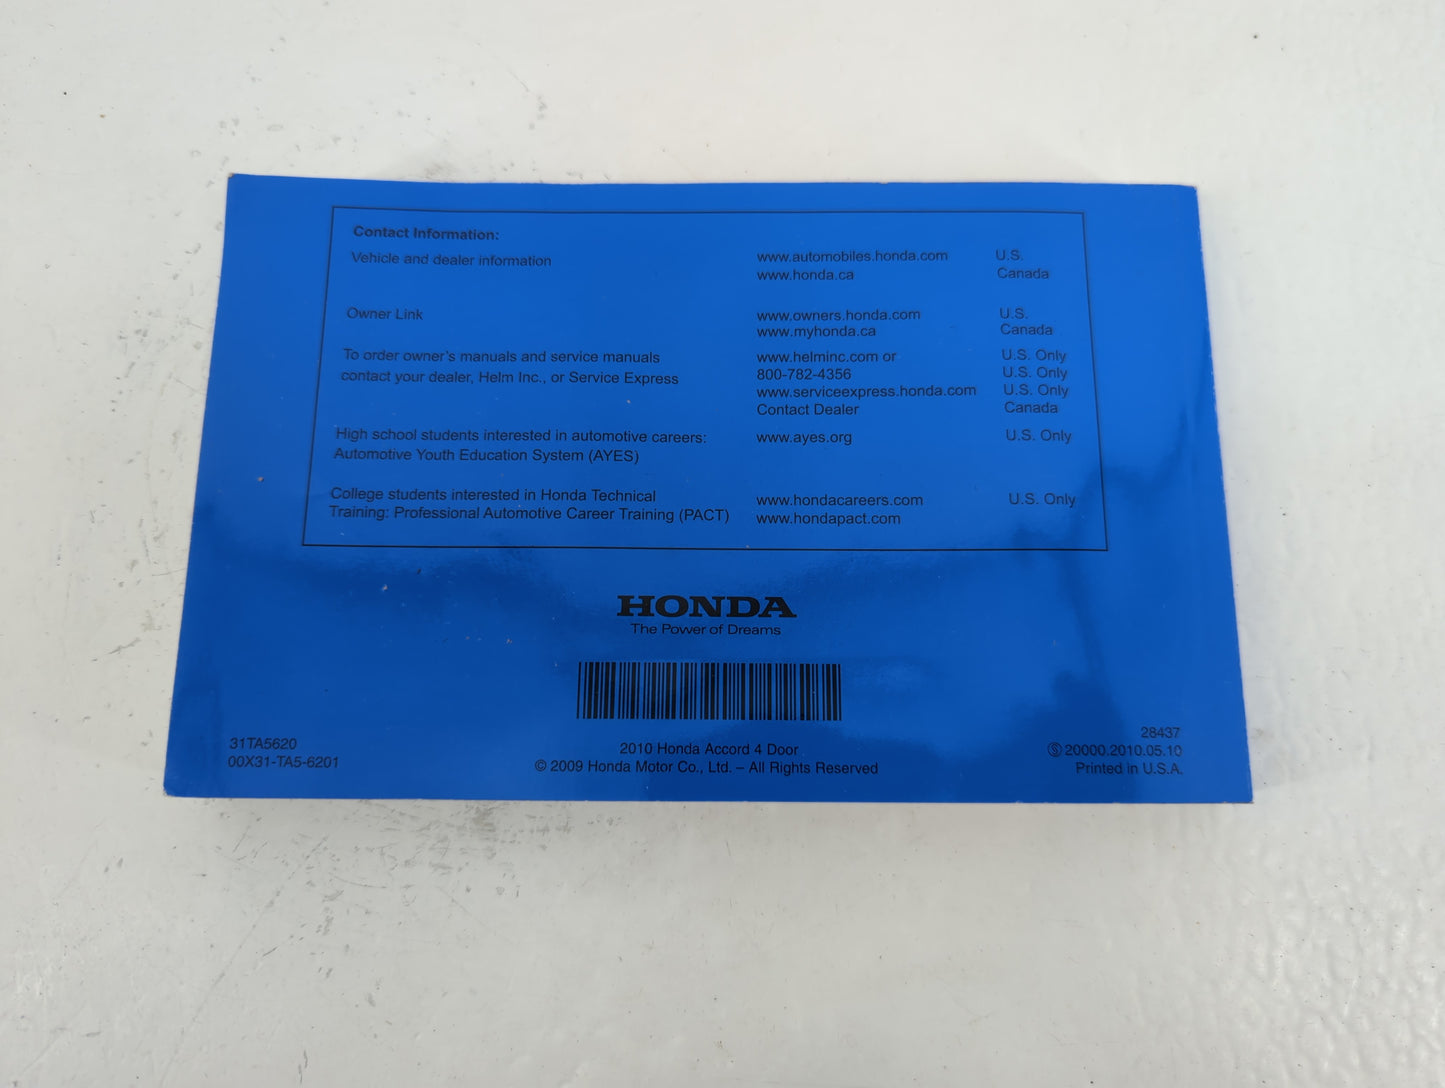 Contact Information:
Vehicle and dealer information www.automobiles.honda.com U.S.
www.honda.ca Canada
Owner Link www.owners.honda.com U.S.
www.myhonda.ca Canada
To order owner's manuals and service manuals www.helminc.com or U.S. Only
contact your dealer, Helm Inc., or Service Express 800-782-4356 U.S. Only
www.serviceexpress.honda.com U.S. Only
Contact Dealer Canada
High school students interested in automotive careers: www.ayes.org U.S. Only
Automotive Youth Education System (AYES)
College students interested in Honda Technical www.hondacareers.com U.S. Only
Training: Professional Automotive Career Training (PACT) www.hondapact.com
HONDA
The Power of Dreams
31TA5620
00X31-TA5-6201
2010 Honda Accord 4 Door
© 2009 Honda Motor Co., Ltd. – All Rights Reserved
28437
Ⓢ 20000.2010.05.10
Printed in U.S.A.